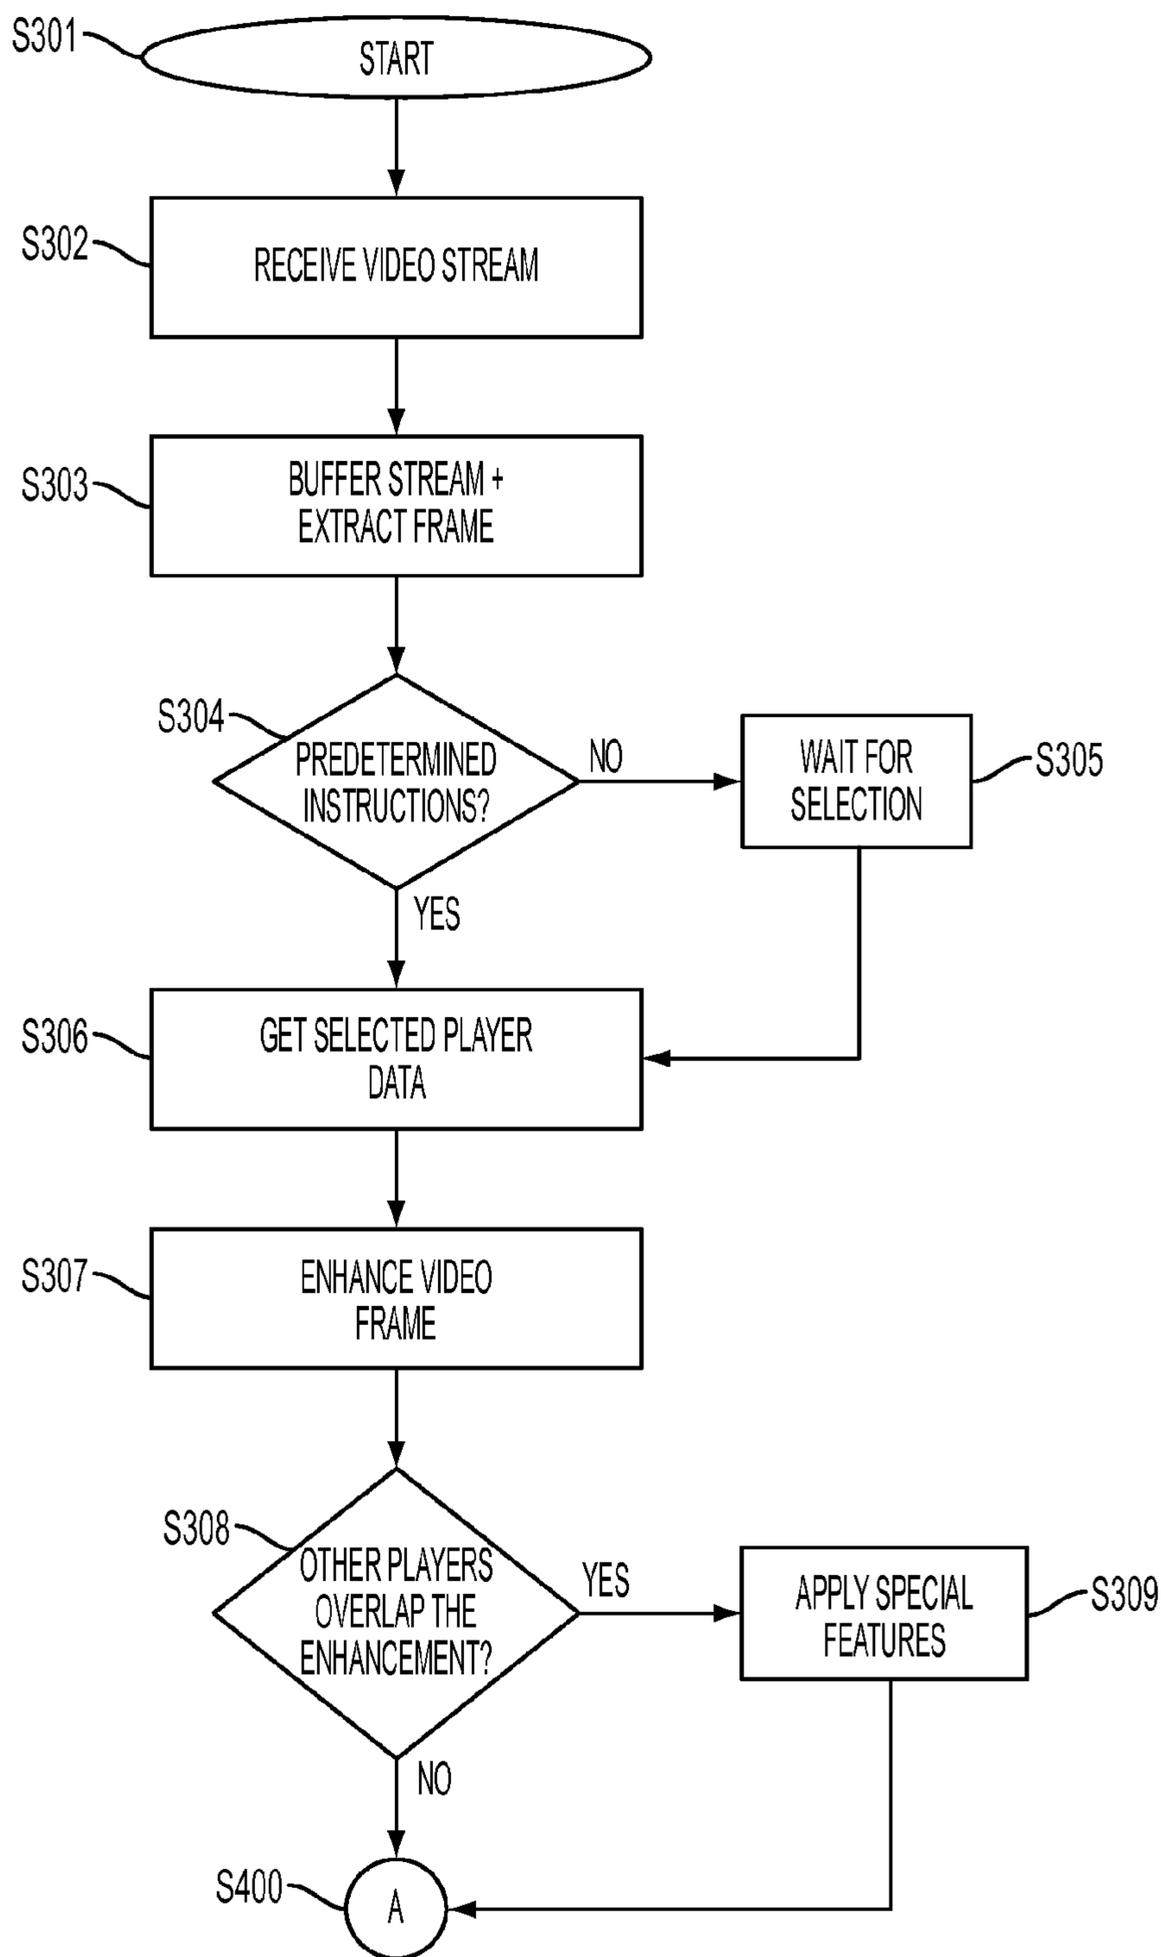 S301
START
S302
RECEIVE VIDEO STREAM
S303
BUFFER STREAM +
EXTRACT FRAME
S304
PREDETERMINED
INSTRUCTIONS?
NO
WAIT FOR
SELECTION
S305
YES
S306
GET SELECTED PLAYER
DATA
S307
ENHANCE VIDEO
FRAME
S308
OTHER PLAYERS
OVERLAP THE
ENHANCEMENT?
YES
APPLY SPECIAL
FEATURES
S309
NO
S400
A